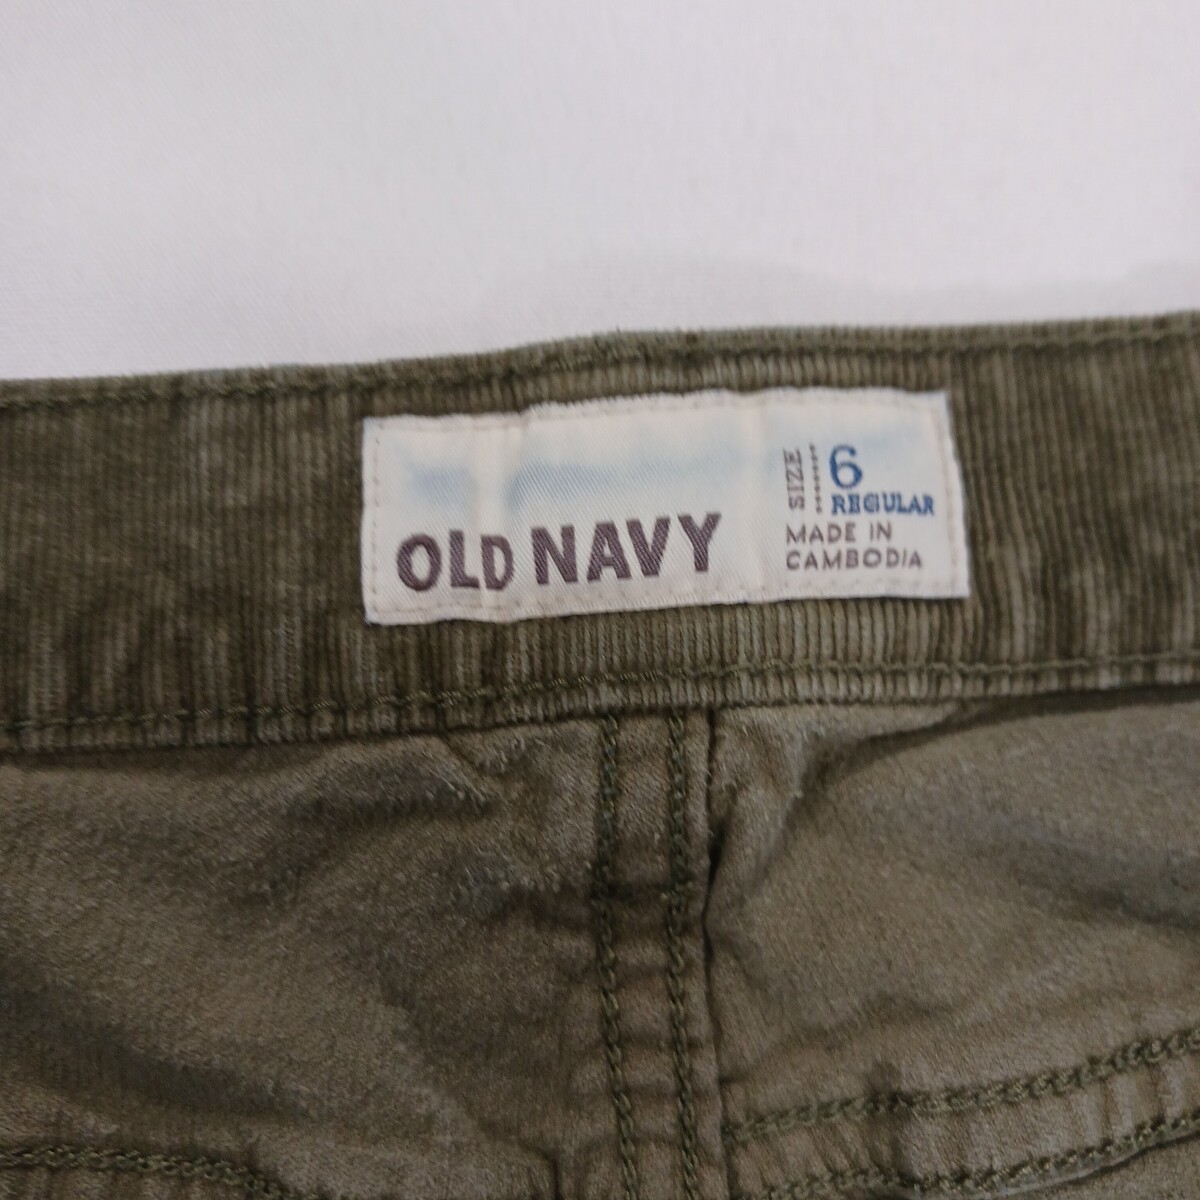 OLD NAVY
SIZE 6
REGULAR
MADE IN
CAMBODIA